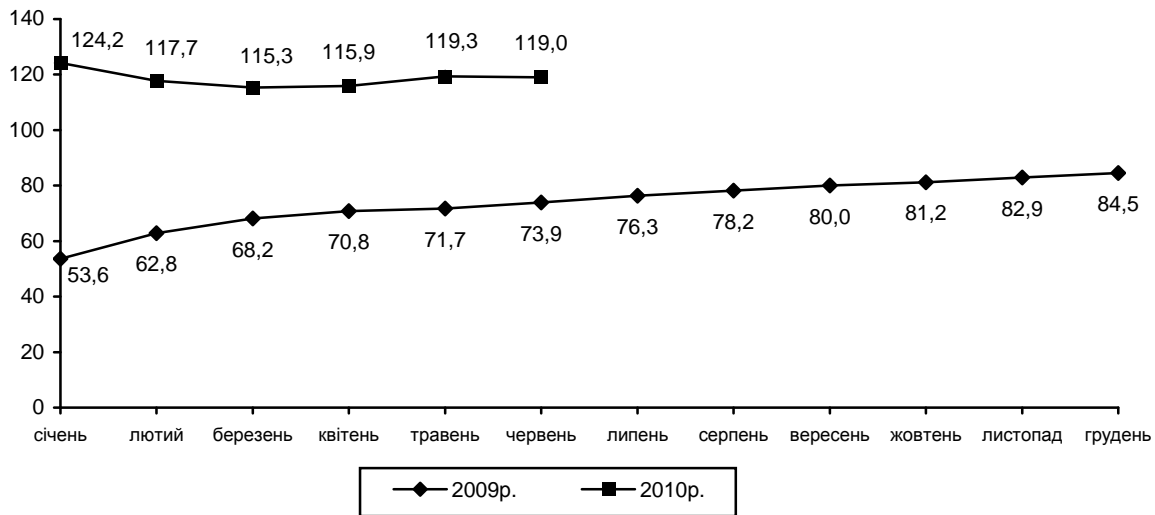 140
124,2 117,7 115,3 115,9 119,3 119,0
120
100
80
53,6 62,8 68,2 70,8 71,7 73,9 76,3 78,2 80,0 81,2 82,9 84,5
60
40
20
0
січень лютий березень квітень травень червень липень серпень вересень жовтень листопад грудень
2009р. 2010р.